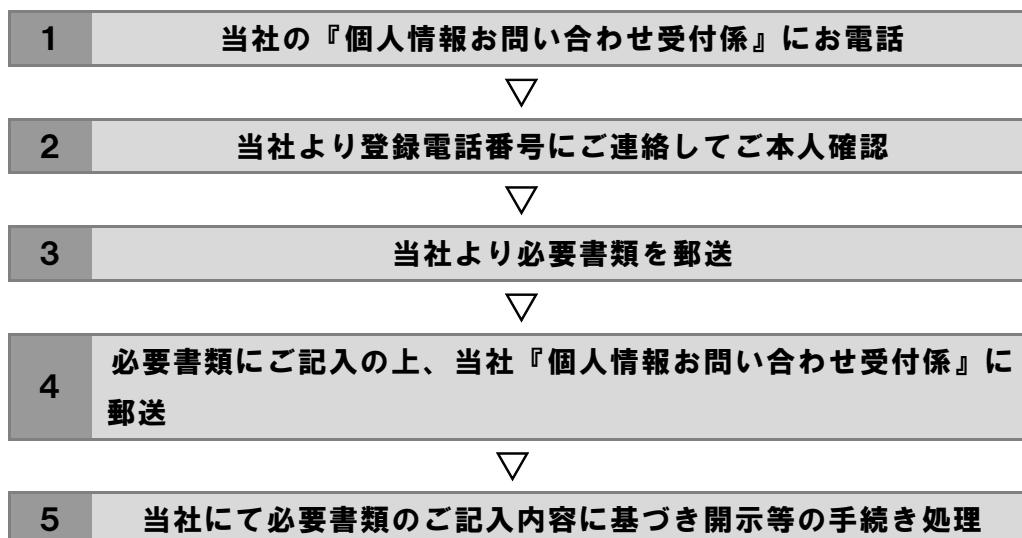 1 当社の『個人情報お問い合わせ受付係』にお電話
▽
2 当社より登録電話番号にご連絡してご本人確認
▽
3 当社より必要書類を郵送
▽
4 必要書類にご記入の上、当社『個人情報お問い合わせ受付係』に
郵送
▽
5 当社にて必要書類のご記入内容に基づき開示等の手続き処理